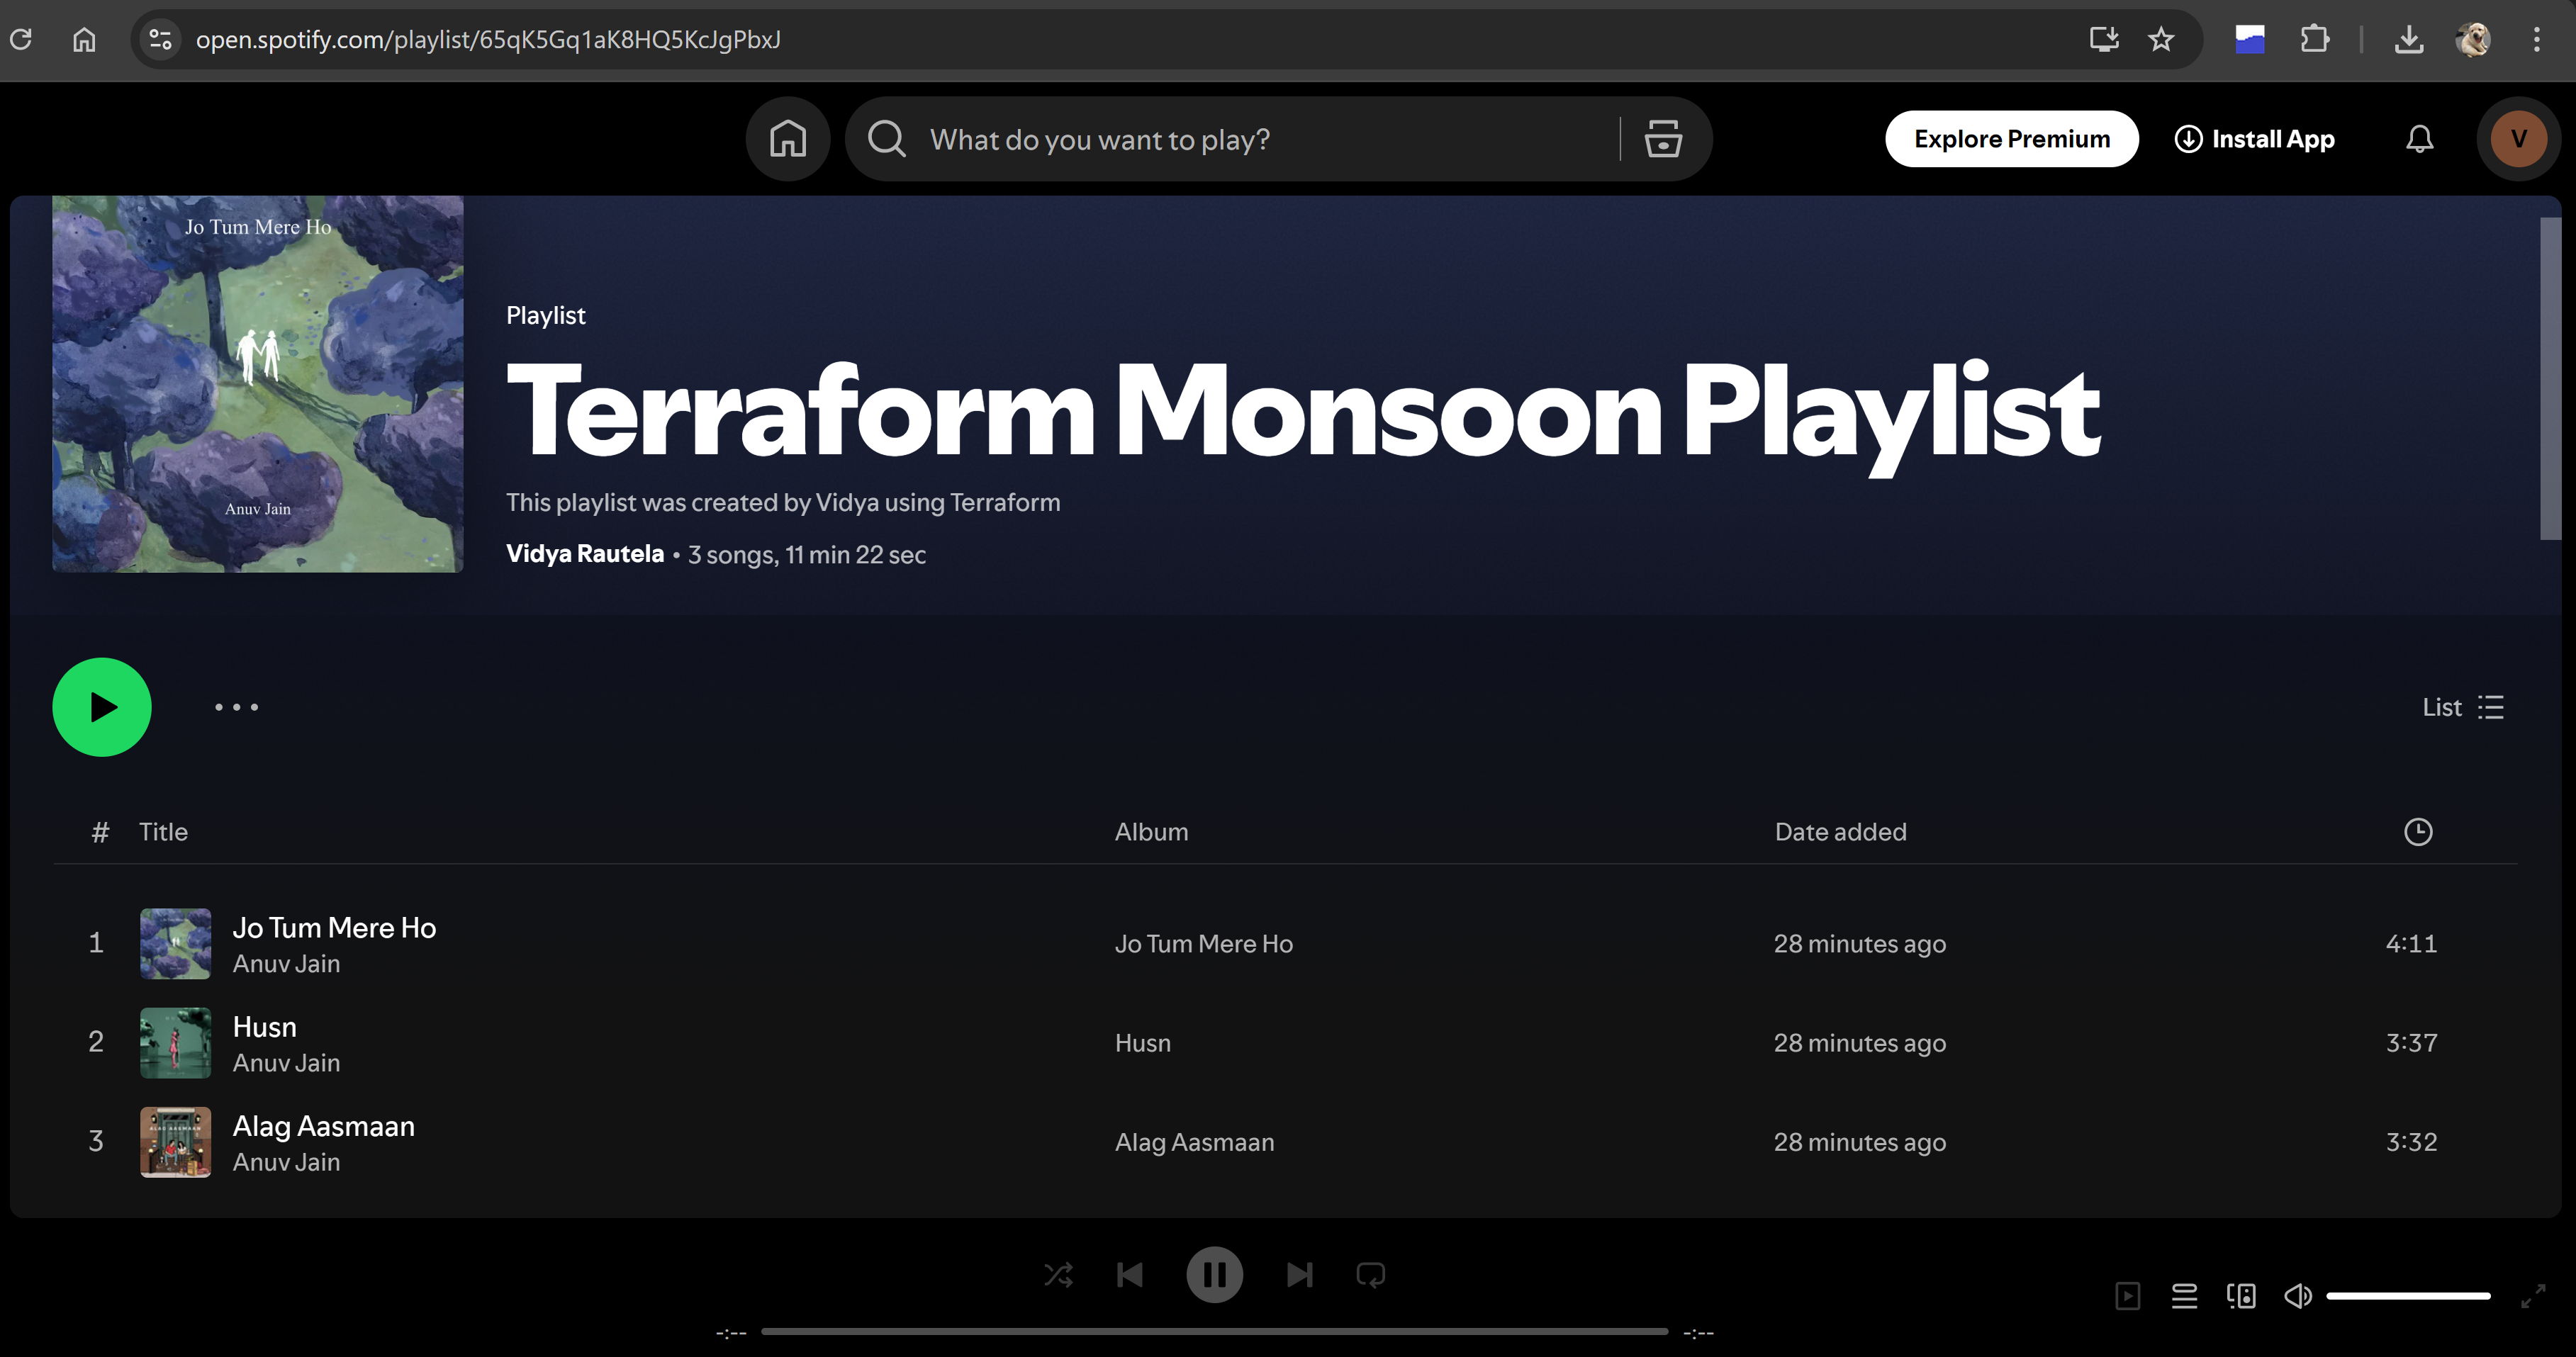 open.spotify.com/playlist/65qK5Gq1aK8HQ5KcJgPbxJ
What do you want to play?
Explore Premium
Install App
V
Jo Tum Mere Ho
Anuv Jain
Playlist
Terraform Monsoon Playlist
This playlist was created by Vidya using Terraform
Vidya Rautela • 3 songs, 11 min 22 sec
List
# Title Album Date added
1 Jo Tum Mere Ho Jo Tum Mere Ho 28 minutes ago 4:11
Anuv Jain
2 Husn Husn 28 minutes ago 3:37
Anuv Jain
ALAG AASMAAN
3 Alag Aasmaan Alag Aasmaan 28 minutes ago 3:32
Anuv Jain
-:-- -:--